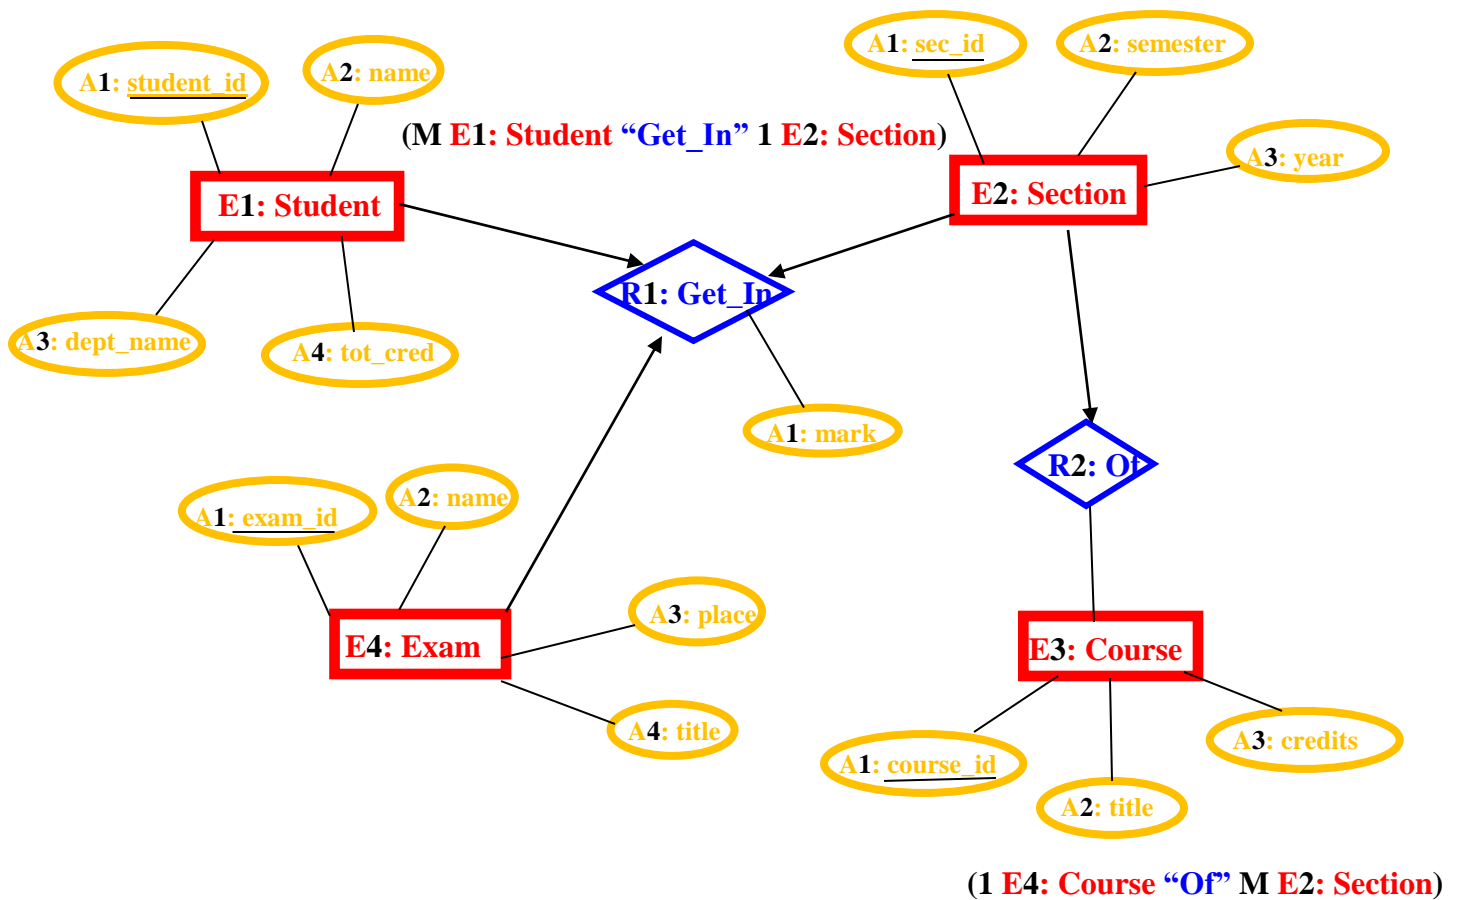 A1: sec_id
A2: semester
A1: student_id
A2: name
(M E1: Student “Get_In” 1 E2: Section)
A3: year
E1: Student
E2: Section
R1: Get_In
A3: dept_name
A4: tot_cred
A1: mark
R2: Of
A1: exam_id
A2: name
A3: place
E4: Exam
E3: Course
A4: title
A1: course_id
A3: credits
A2: title
(1 E4: Course “Of” M E2: Section)